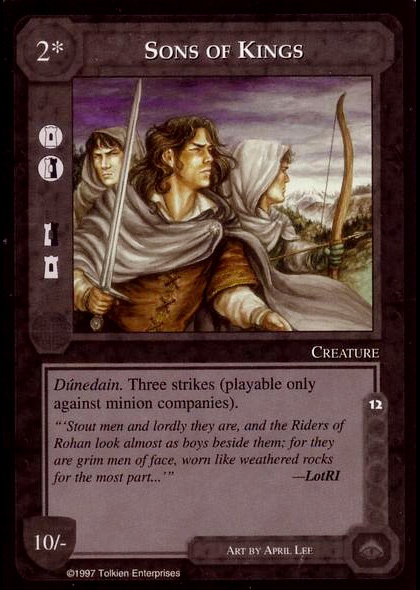 2*
SONS OF KINGS
CREATURE
Dúnedain. Three strikes (playable only
against minion companies).
12
“‘Stout men and lordly they are, and the Riders of
Rohan look almost as boys beside them; for they
are grim men of face, worn like weathered rocks
for the most part...’” —LotRI
10/-
ART BY APRIL LEE
©1997 Tolkien Enterprises